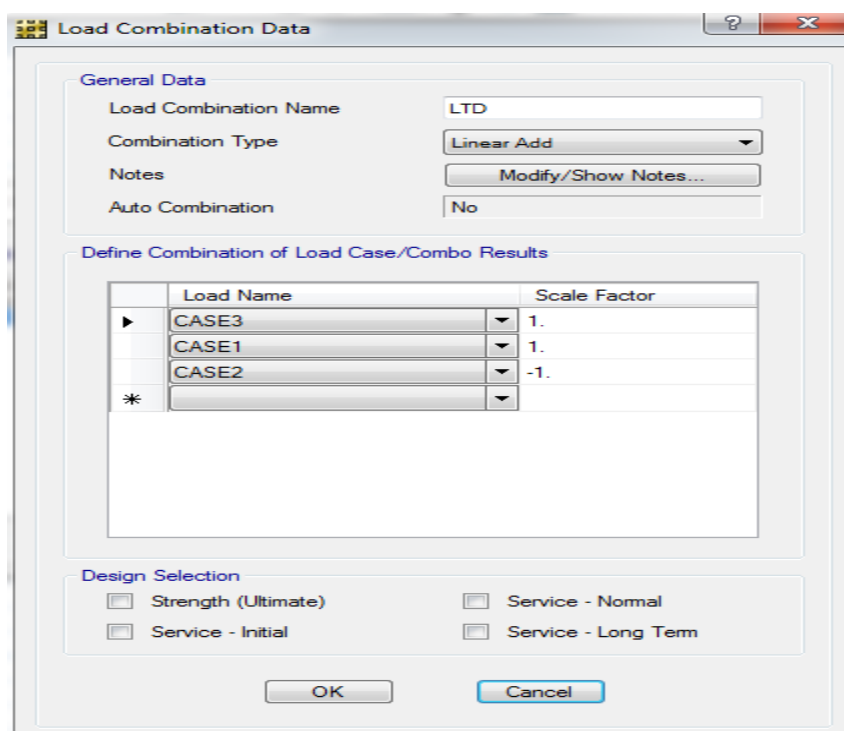 Load Combination Data
?
General Data
Load Combination Name LTD
Combination Type Linear Add
Notes Modify/Show Notes...
Auto Combination No
Define Combination of Load Case/Combo Results
Load Name Scale Factor
CASE3 1.
CASE1 1.
CASE2 -1.
*
Design Selection
Strength (Ultimate) Service - Normal
Service - Initial Service - Long Term
OK Cancel